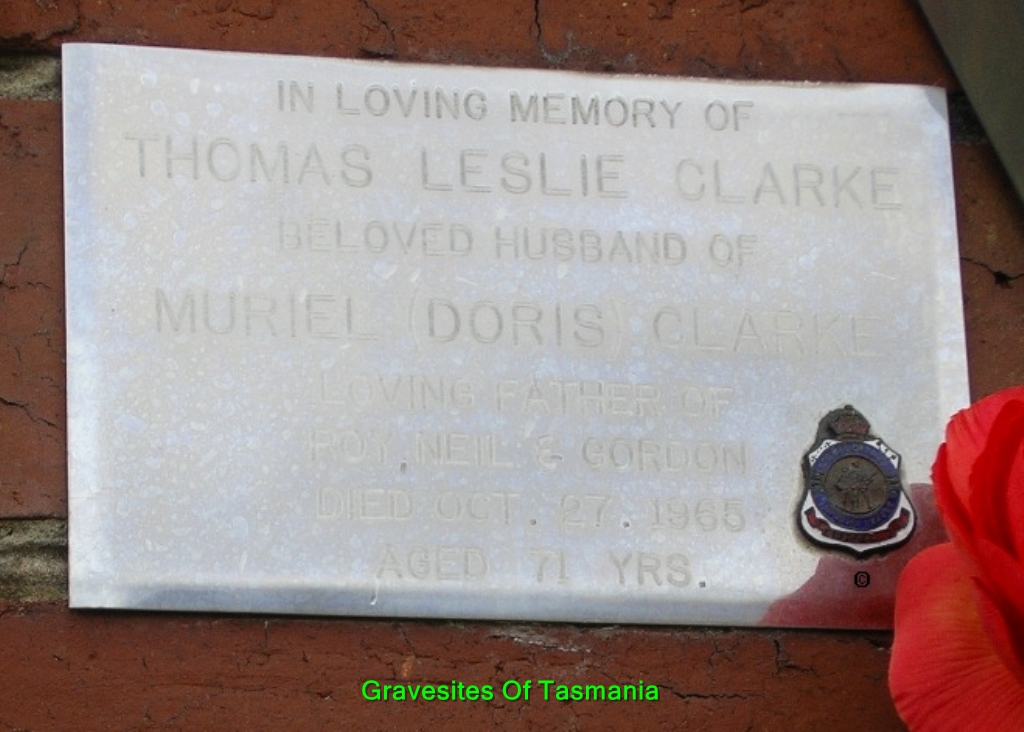 IN LOVING MEMORY OF
THOMAS LESLIE CLARKE
BELOVED HUSBAND OF
MURIEL (DORIS) CLARKE
LOVING FATHER OF
ROY, NEIL & GORDON
DIED OCT. 27. 1965
AGED 71 YRS.
©
Gravesites Of Tasmania